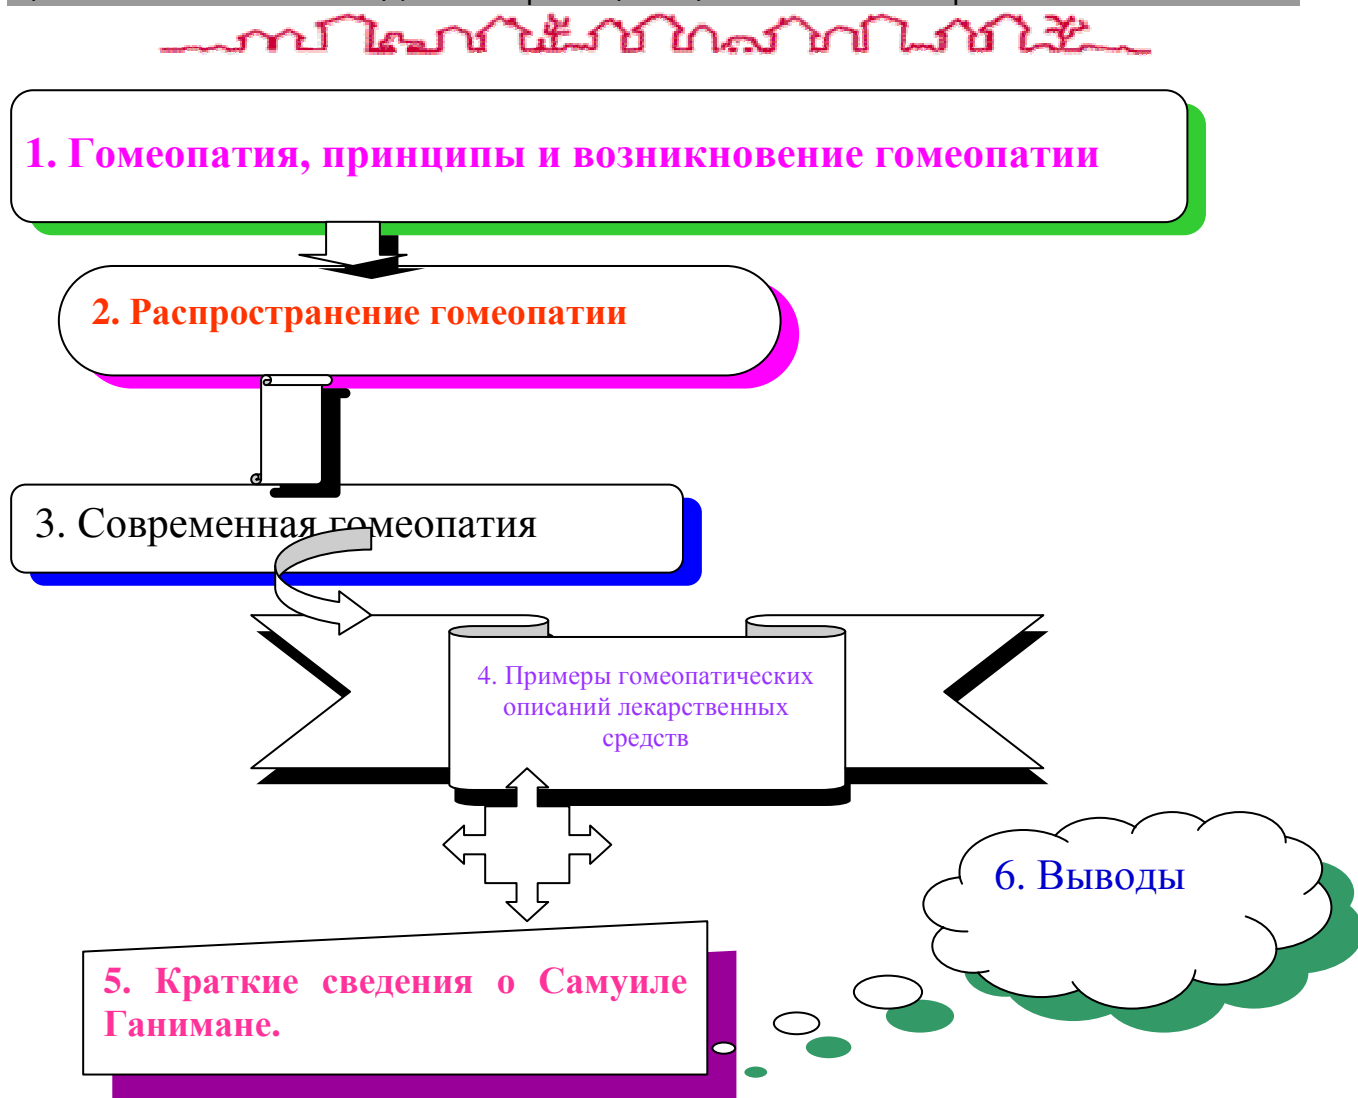 1. Гомеопатия, принципы и возникновение гомеопатии
2. Распространение гомеопатии
3. Современная гомеопатия
4. Примеры гомеопатических
описаний лекарственных
средств
6. Выводы
5. Краткие сведения о Самуиле
Ганимане.